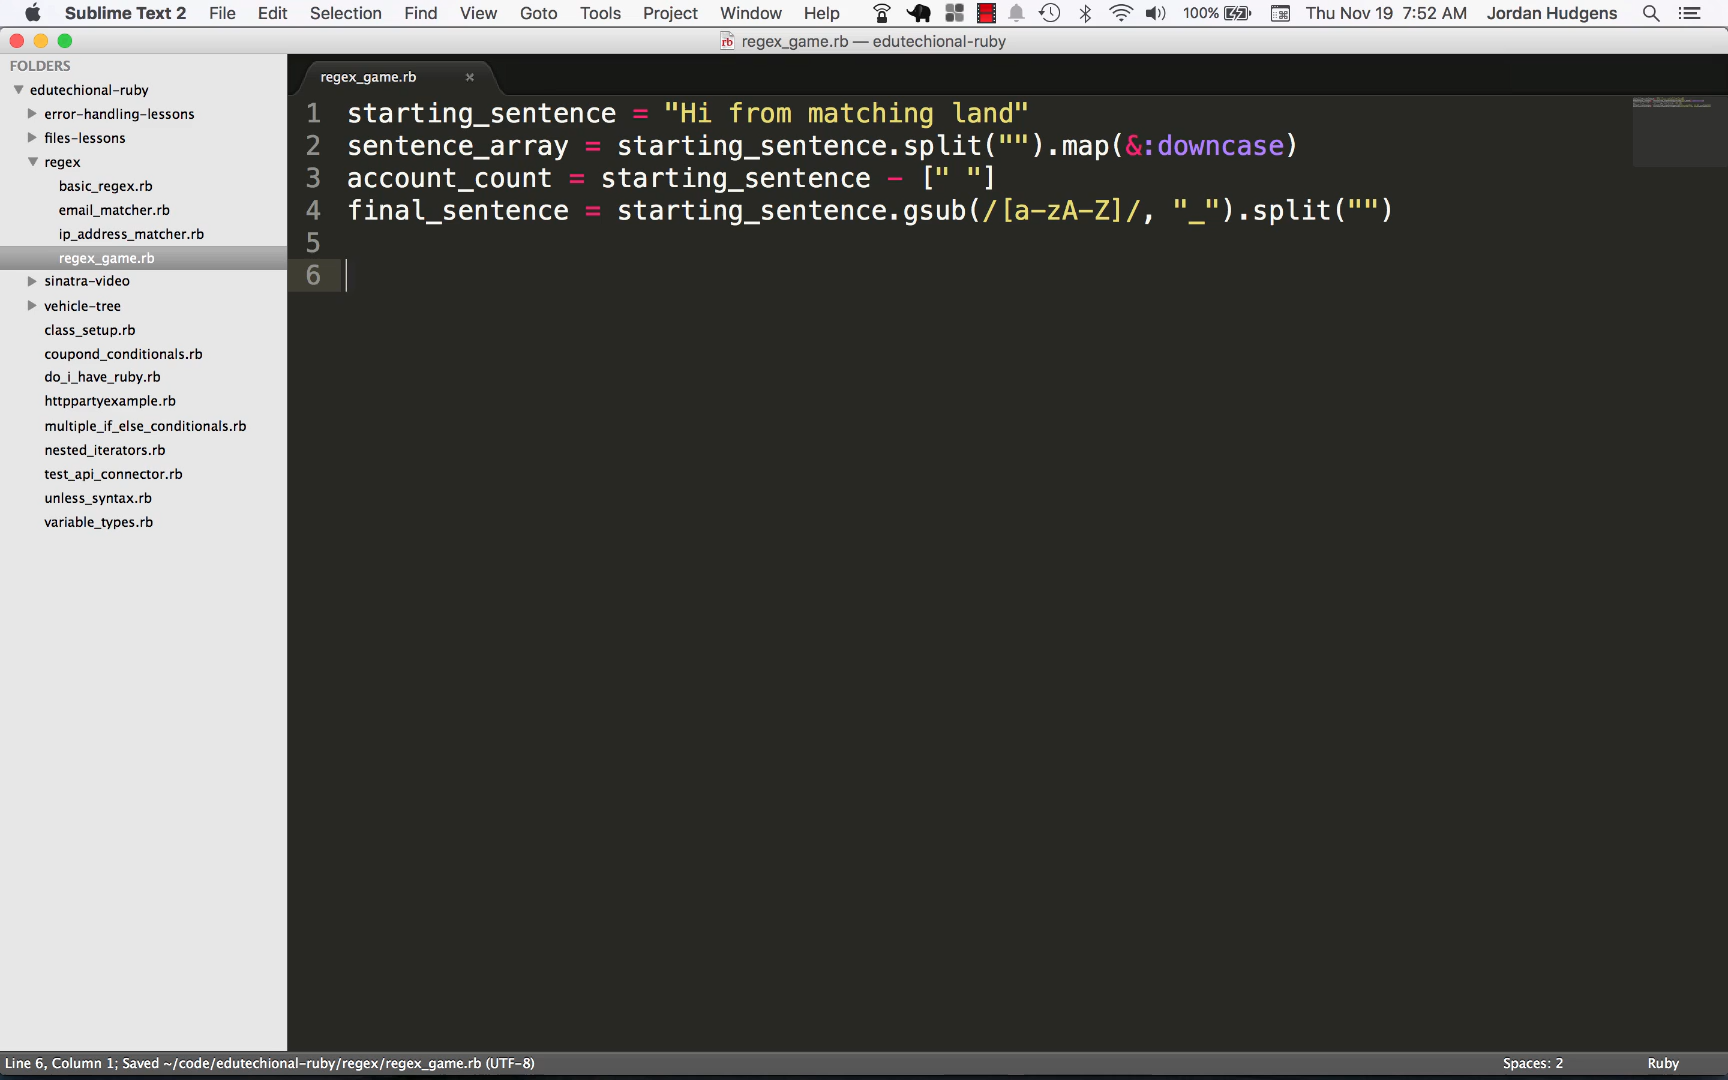 Sublime Text 2 File Edit Selection Find View Goto Tools Project Window Help 100% Thu Nov 19 7:52 AM Jordan Hudgens
regex_game.rb — edutechional-ruby
FOLDERS
edutechional-ruby
error-handling-lessons
files-lessons
regex
basic_regex.rb
email_matcher.rb
ip_address_matcher.rb
regex_game.rb
sinatra-video
vehicle-tree
class_setup.rb
coupond_conditionals.rb
do_i_have_ruby.rb
httppartyexample.rb
multiple_if_else_conditionals.rb
nested_iterators.rb
test_api_connector.rb
unless_syntax.rb
variable_types.rb
regex_game.rb ×
1 starting_sentence = "Hi from matching land"
2 sentence_array = starting_sentence.split("").map(&:downcase)
3 account_count = starting_sentence - [" "]
4 final_sentence = starting_sentence.gsub(/[a-zA-Z]/, "_").split("")
5
6
Line 6, Column 1; Saved ~/code/edutechional-ruby/regex/regex_game.rb (UTF-8) Spaces: 2 Ruby